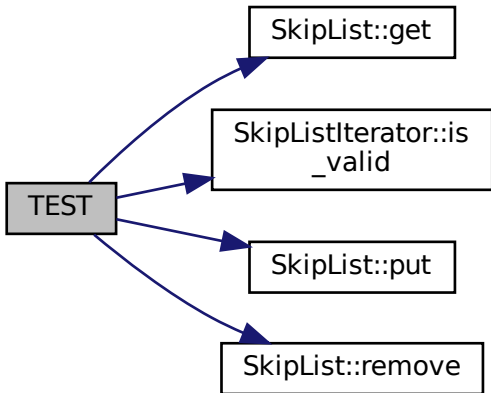 SkipList::get
SkipListIterator::is
_valid
TEST
SkipList::put
SkipList::remove